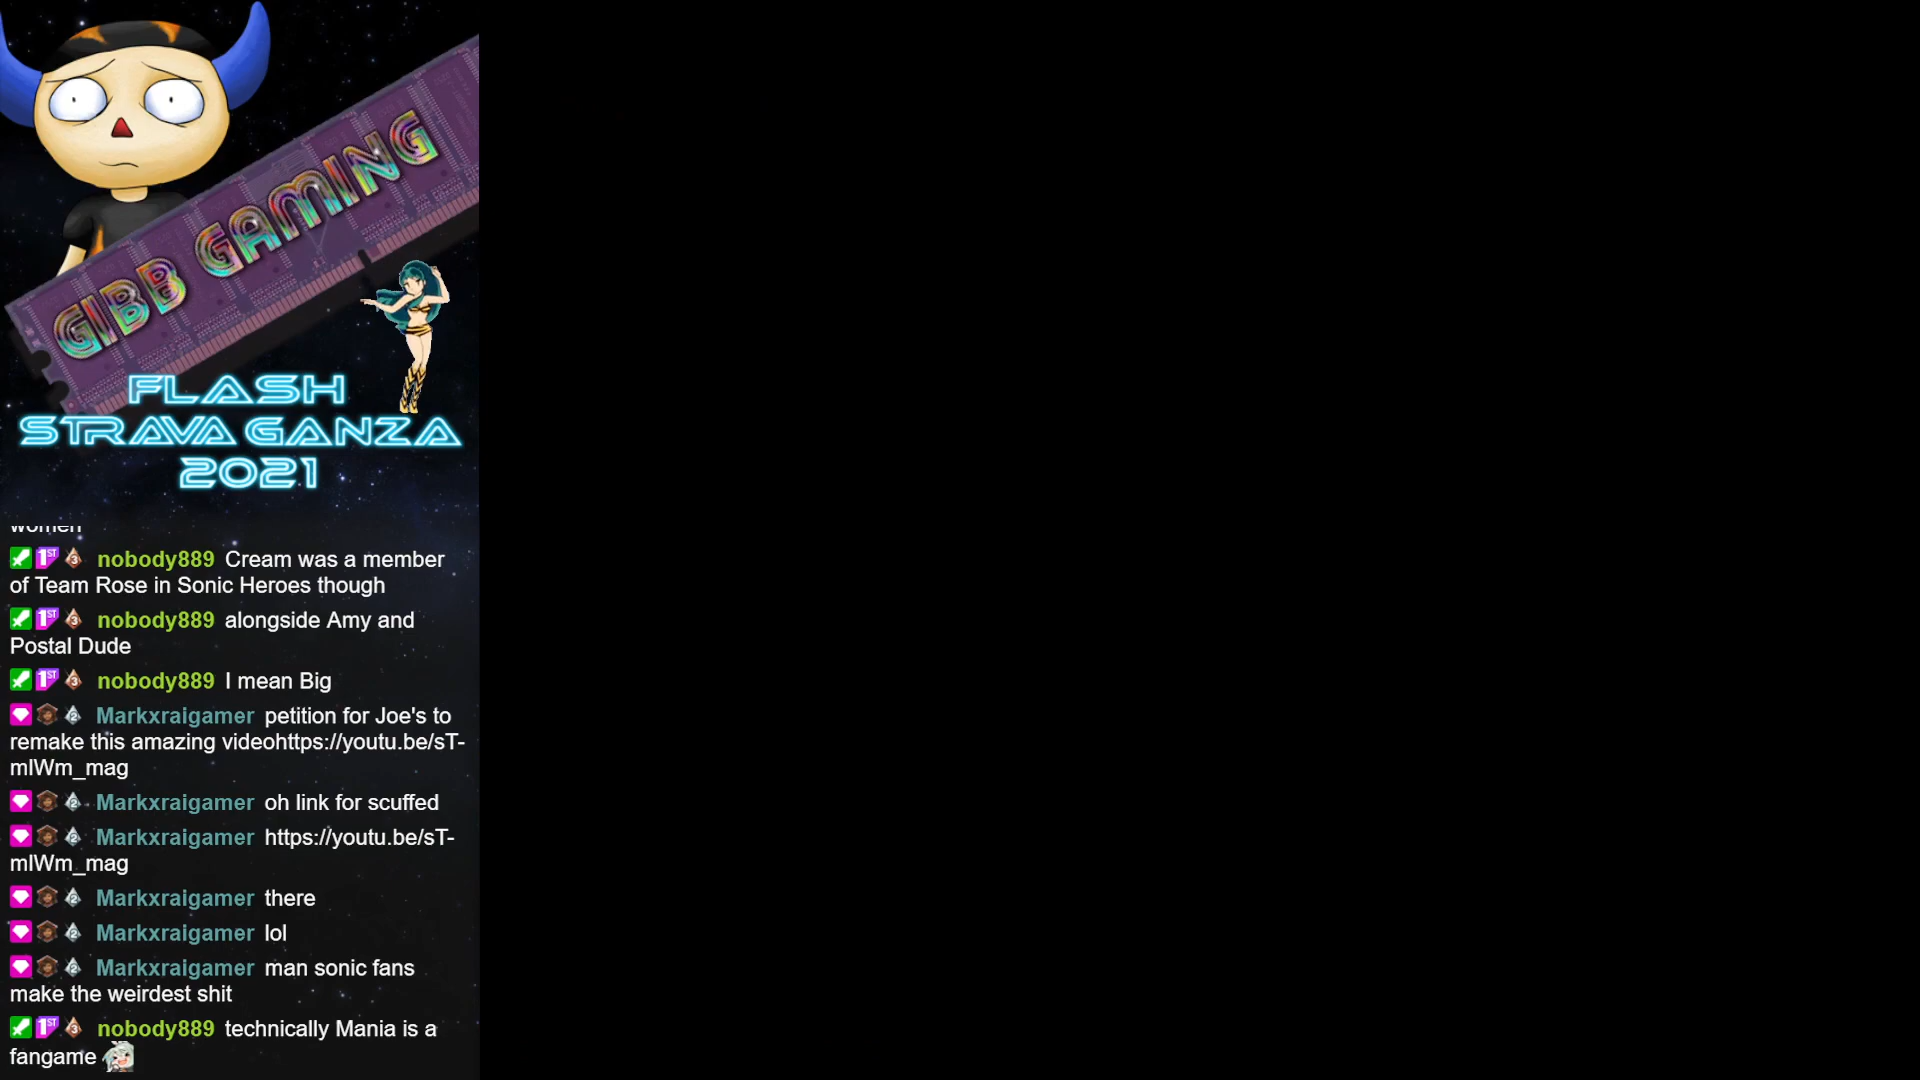 GIBB GAMING
FLASH
STRAVAGANZA
2021
women
nobody889 Cream was a member
of Team Rose in Sonic Heroes though
nobody889 alongside Amy and
Postal Dude
nobody889 I mean Big
Markxraigamer petition for Joe's to
remake this amazing videohttps://youtu.be/sT-
mlWm_mag
Markxraigamer oh link for scuffed
Markxraigamer https://youtu.be/sT-
mlWm_mag
Markxraigamer there
Markxraigamer lol
Markxraigamer man sonic fans
make the weirdest shit
nobody889 technically Mania is a
fangame